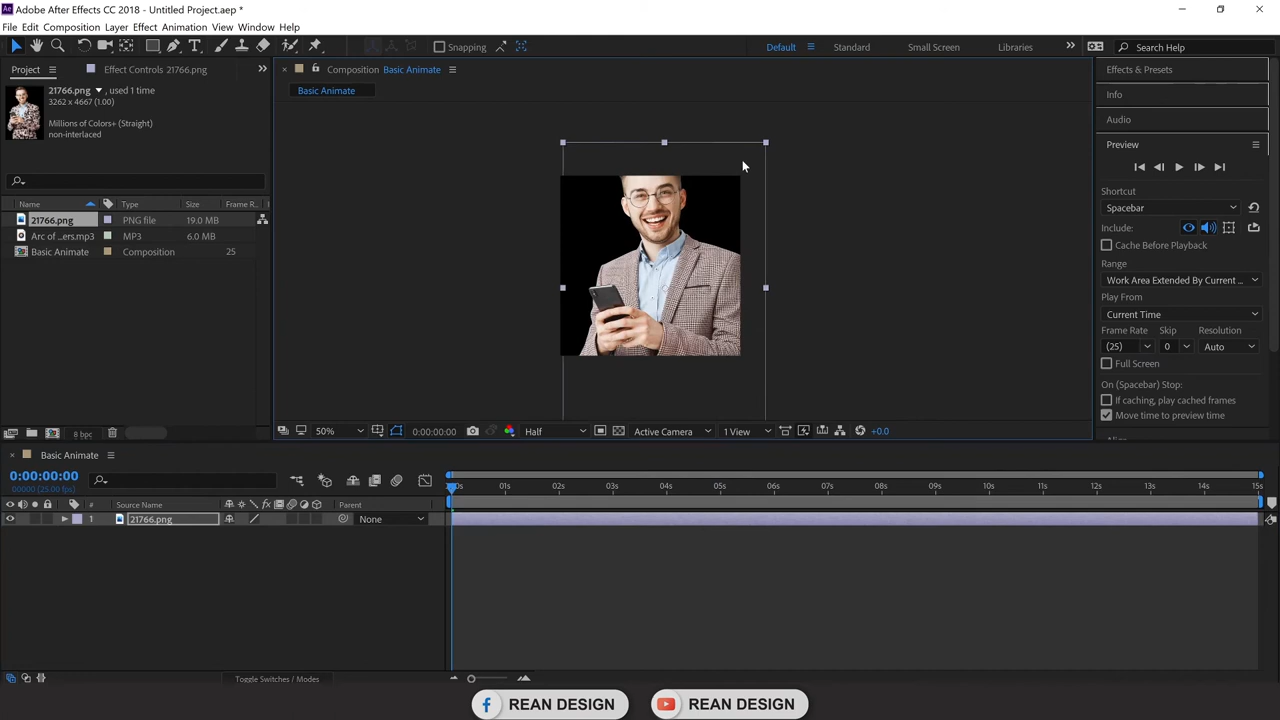 Adobe After Effects CC 2018 - Untitled Project.aep *
File Edit Composition Layer Effect Animation View Window Help
Snapping
Default
Standard
Small Screen
Libraries
Search Help
Project
Effect Controls 21766.png
Composition Basic Animate
Basic Animate
21766.png , used 1 time
3262 x 4667 (1.00)
Millions of Colors+ (Straight)
non-interlaced
Name Type Size Frame R..
21766.png PNG file 19.0 MB
Arc of ...ers.mp3 MP3 6.0 MB
Basic Animate Composition 25
8 bpc
50%
0:00:00:00
Half
Active Camera
1 View
+0.0
Effects & Presets
Info
Audio
Preview
Shortcut
Spacebar
Include:
Cache Before Playback
Range
Work Area Extended By Current ...
Play From
Current Time
Frame Rate Skip Resolution
(25) 0 Auto
Full Screen
On (Spacebar) Stop:
If caching, play cached frames
Move time to preview time
Basic Animate
0:00:00:00
00000 (25.00 fps)
# Source Name Parent
1 21766.png None
01s 02s 03s 04s 05s 06s 07s 08s 09s 10s 11s 12s 13s 14s 15s
Toggle Switches / Modes
REAN DESIGN
REAN DESIGN